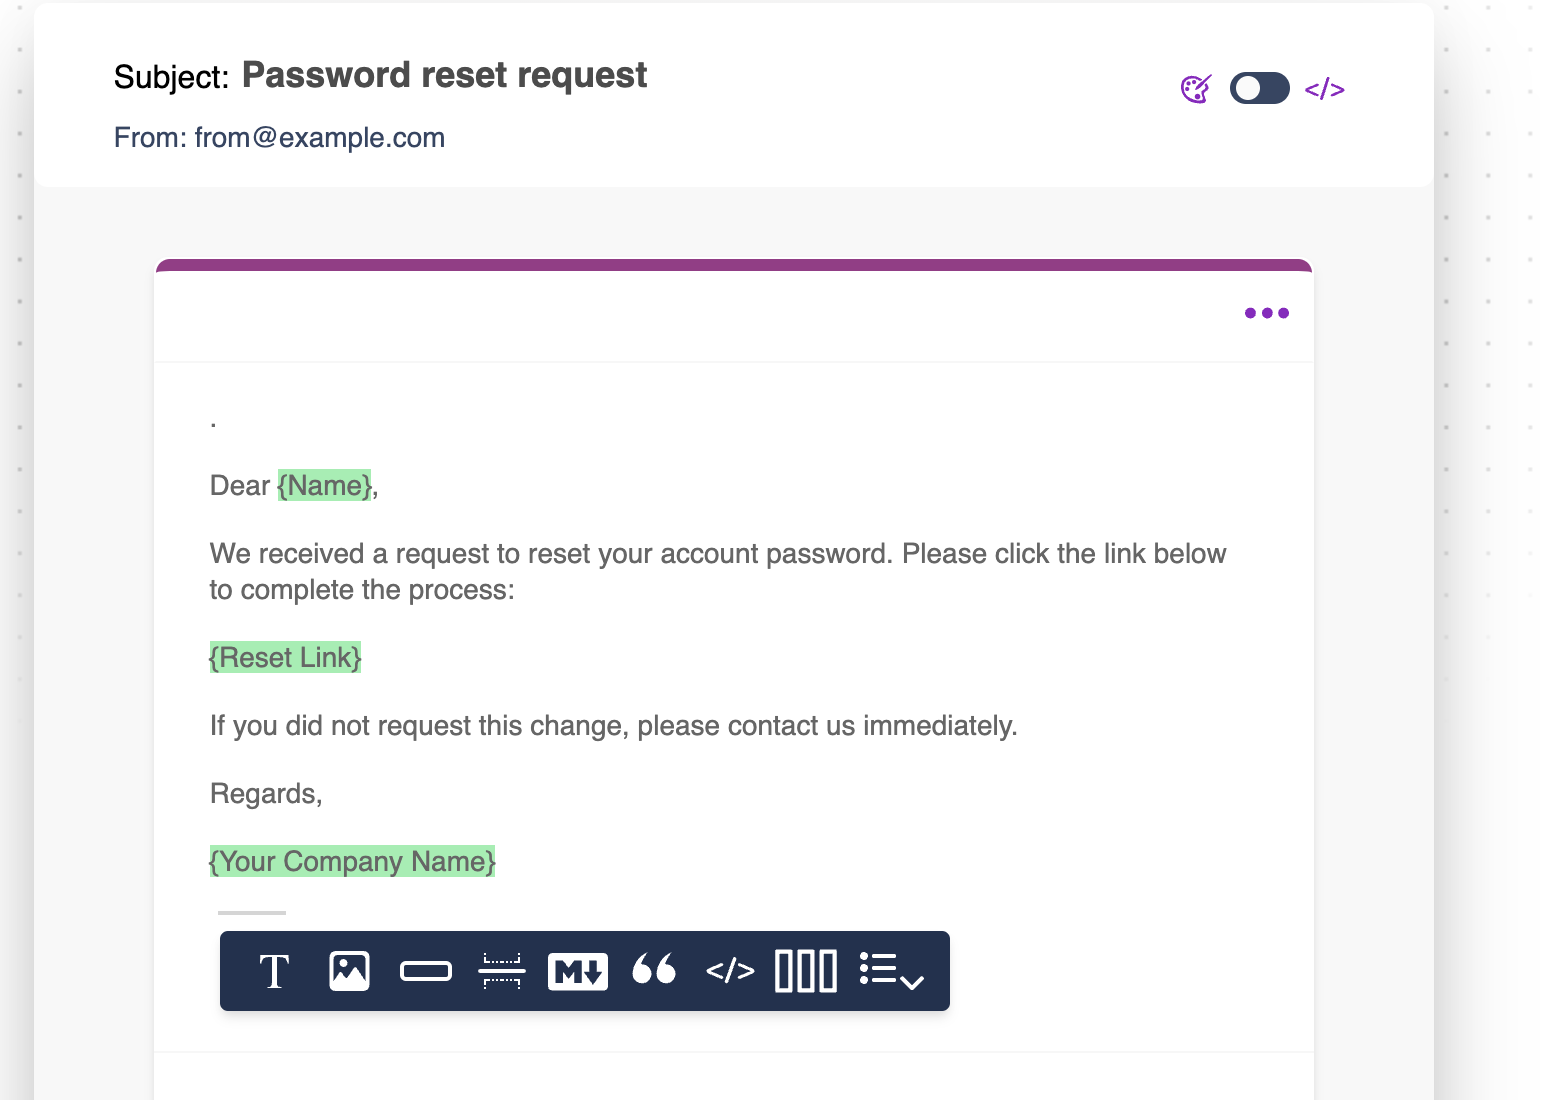 Subject: Password reset request
</>
From: from@example.com
.
Dear {Name},
We received a request to reset your account password. Please click the link below
to complete the process:
{Reset Link}
If you did not request this change, please contact us immediately.
Regards,
{Your Company Name}
T M “ </>